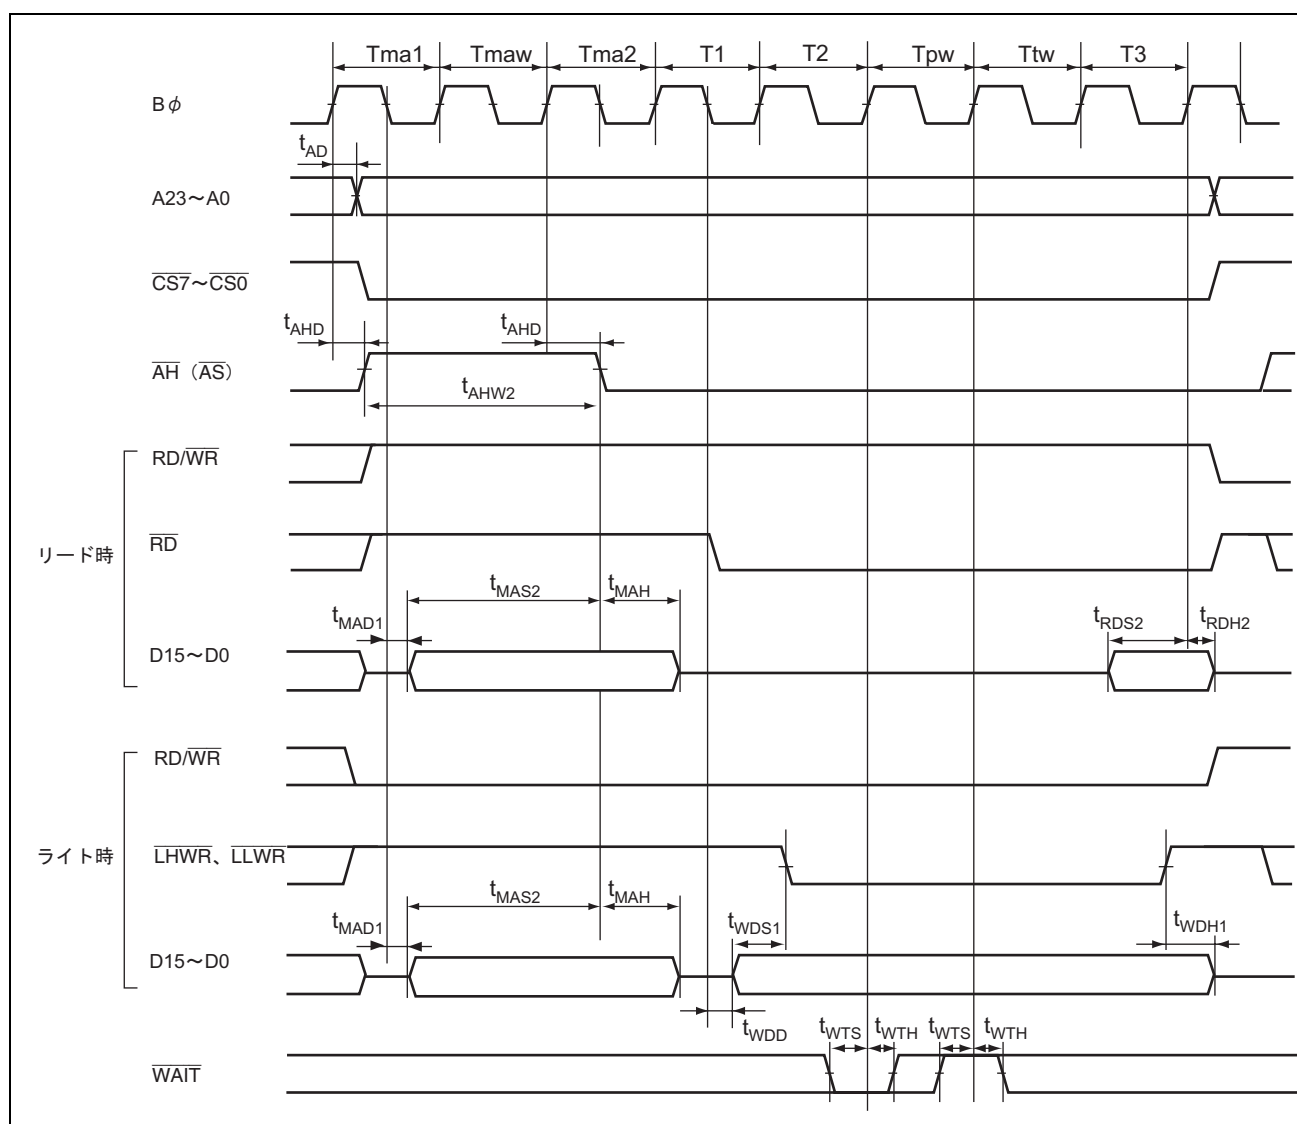 Tma1 Tmaw Tma2 T1 T2 Tpw Ttw T3
Bφ
tAD
A23～A0
CS7～CS0
tAHD tAHD
AH（AS）
tAHW2
RD/WR
リード時
RD
tMAS2 tMAH
tMAD1 tRDS2 tRDH2
D15～D0
RD/WR
ライト時
LHWR、LLWR
tMAS2 tMAH
tMAD1 tWDS1 tWDH1
D15～D0
tWDD tWTS tWTH tWTS tWTH
WAIT